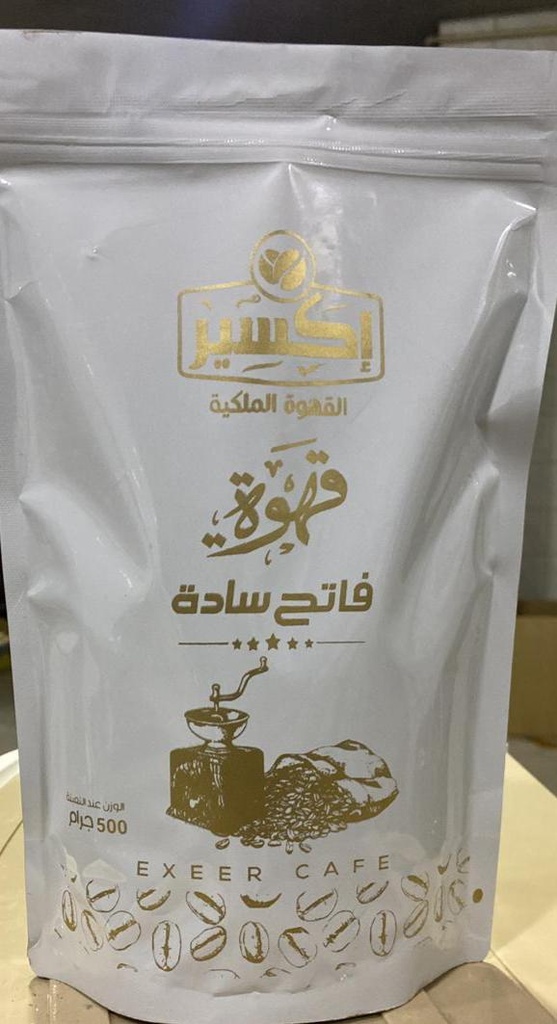 إكسير
القهوة الملكية
قهوة
فاتح سادة
الوزن عند التعبئة
500 جرام
EXEER CAFE